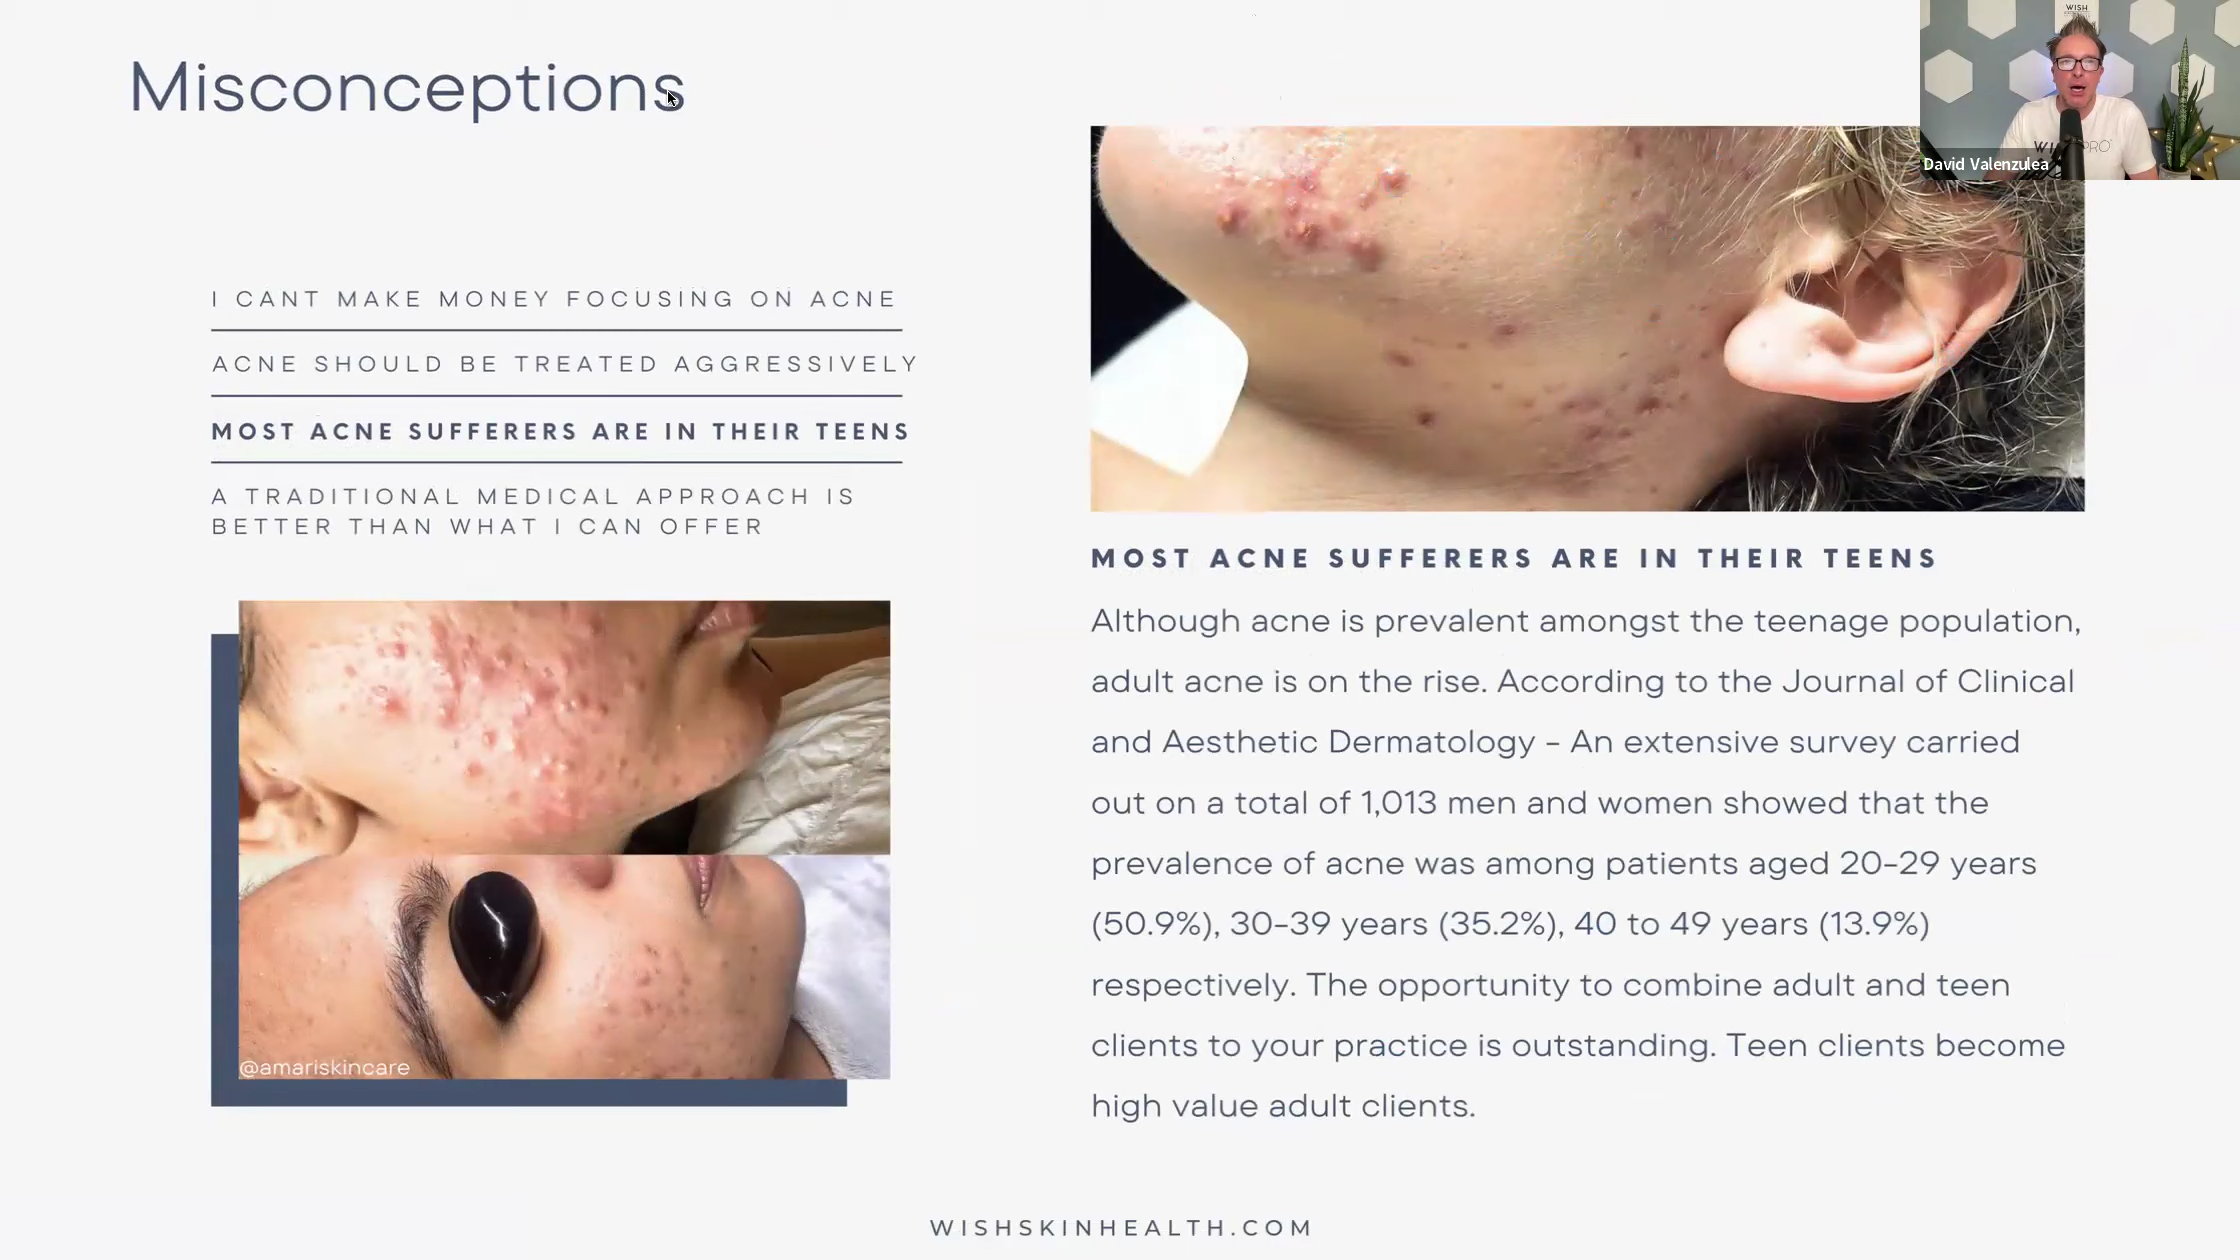 Misconceptions
I CANT MAKE MONEY FOCUSING ON ACNE
ACNE SHOULD BE TREATED AGGRESSIVELY
MOST ACNE SUFFERERS ARE IN THEIR TEENS
A TRADITIONAL MEDICAL APPROACH IS
BETTER THAN WHAT I CAN OFFER
@amariskincare
WISH
David Valenzulea
MOST ACNE SUFFERERS ARE IN THEIR TEENS
Although acne is prevalent amongst the teenage population,
adult acne is on the rise. According to the Journal of Clinical
and Aesthetic Dermatology – An extensive survey carried
out on a total of 1,013 men and women showed that the
prevalence of acne was among patients aged 20–29 years
(50.9%), 30–39 years (35.2%), 40 to 49 years (13.9%)
respectively. The opportunity to combine adult and teen
clients to your practice is outstanding. Teen clients become
high value adult clients.
WISHSKINHEALTH.COM